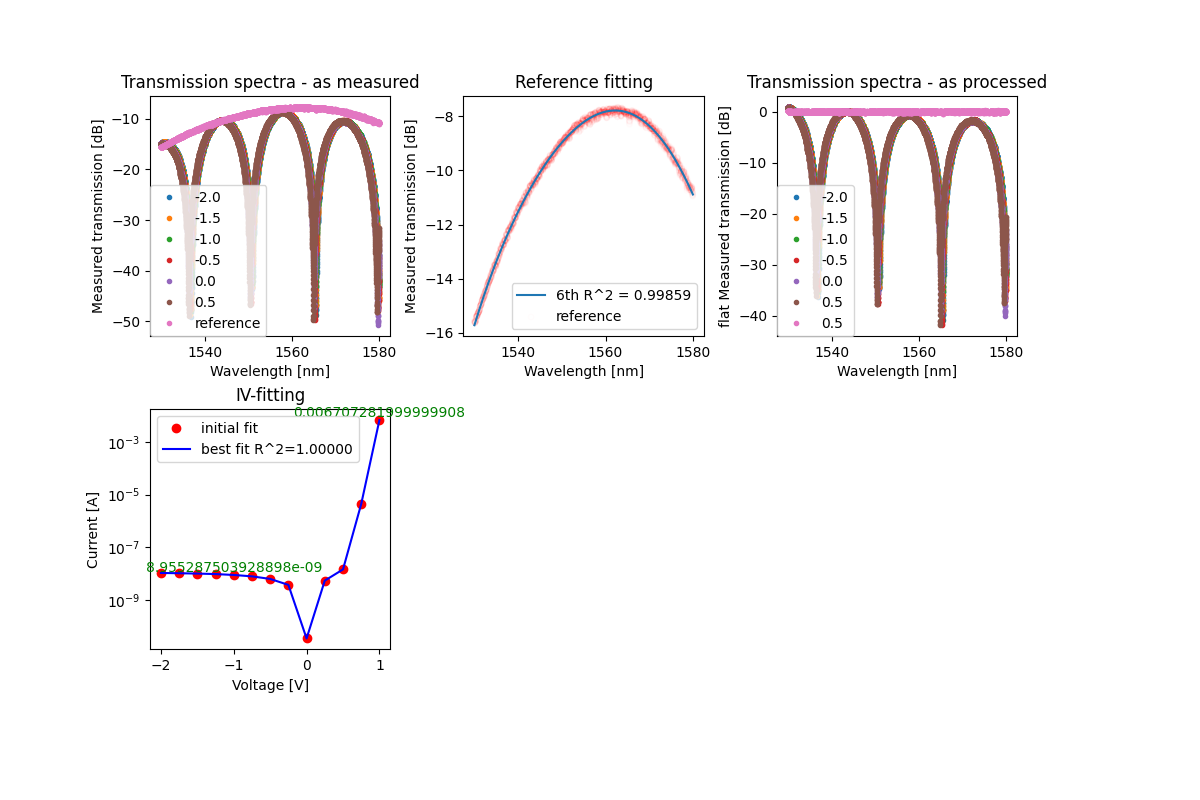 Transmission spectra - as measured
Measured transmission [dB]
−10
−20
−30
−40
−50
-2.0
-1.5
-1.0
-0.5
0.0
0.5
reference
1540
1560
1580
Wavelength [nm]
Reference fitting
Measured transmission [dB]
−8
−10
−12
−14
−16
6th R^2 = 0.99859
reference
1540
1560
1580
Wavelength [nm]
Transmission spectra - as processed
flat Measured transmission [dB]
0
−10
−20
−30
−40
-2.0
-1.5
-1.0
-0.5
0.0
0.5
0.5
1540
1560
1580
Wavelength [nm]
IV-fitting
0.006707281999999908
initial fit
best fit R^2=1.00000
Current [A]
10−3
10−5
10−7
10−9
8.955287503928898e-09
−2
−1
0
1
Voltage [V]